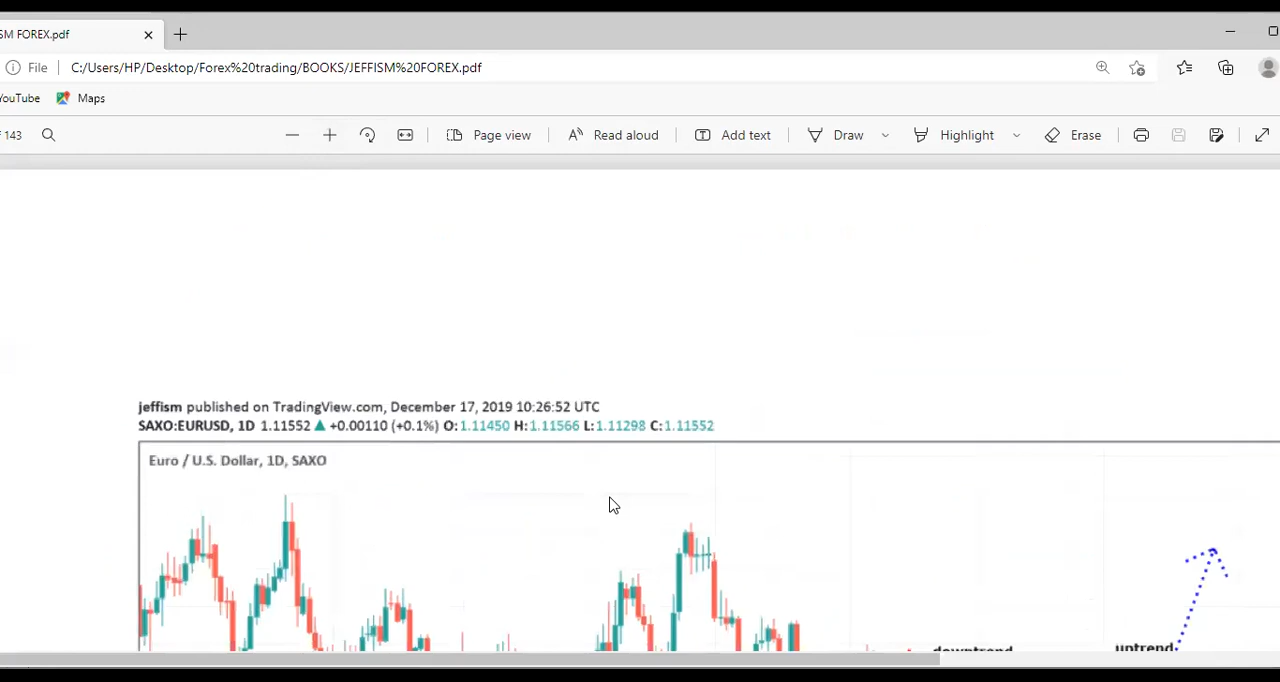 SM FOREX.pdf
File C:/Users/HP/Desktop/Forex%20trading/BOOKS/JEFFISM%20FOREX.pdf
YouTube Maps
143 Page view A Read aloud T Add text Draw Highlight Erase
jeffism published on TradingView.com, December 17, 2019 10:26:52 UTC
SAXO:EURUSD, 1D 1.11552 ▲ +0.00110 (+0.1%) O:1.11450 H:1.11566 L:1.11298 C:1.11552
Euro / U.S. Dollar, 1D, SAXO
downtrend uptrend